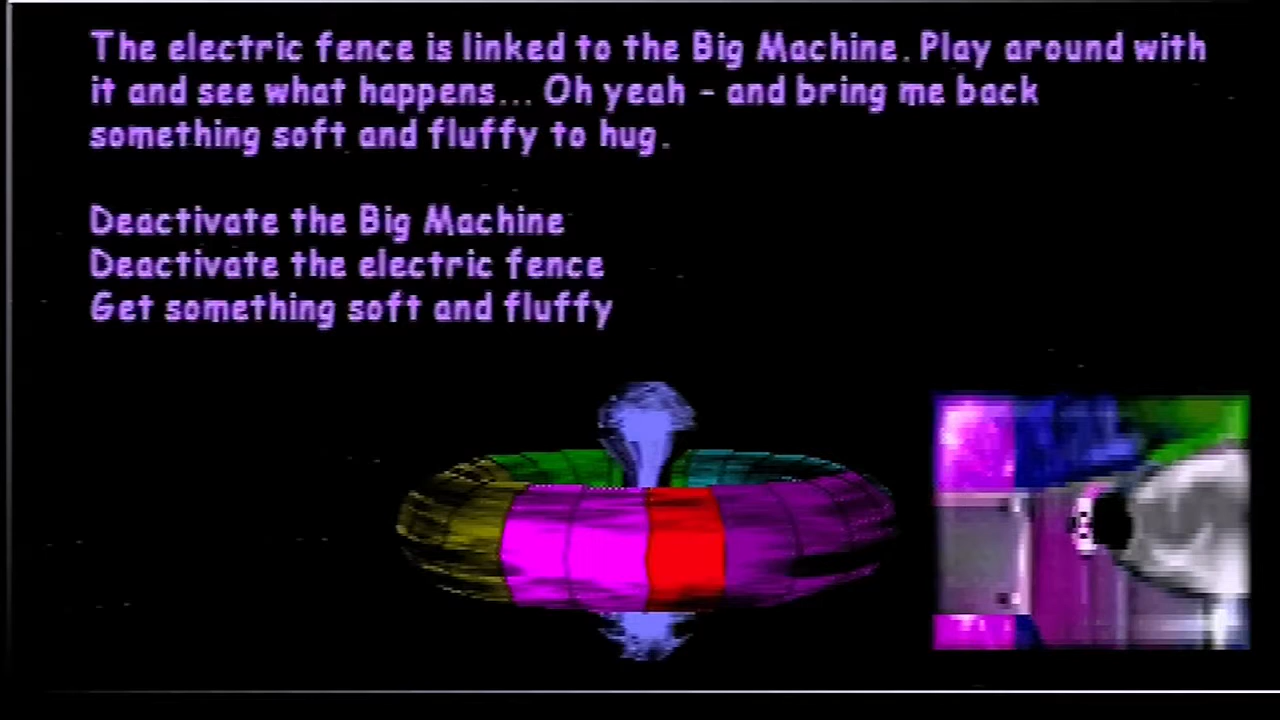 The electric fence is linked to the Big Machine. Play around with
it and see what happens... Oh yeah - and bring me back
something soft and fluffy to hug.
Deactivate the Big Machine
Deactivate the electric fence
Get something soft and fluffy